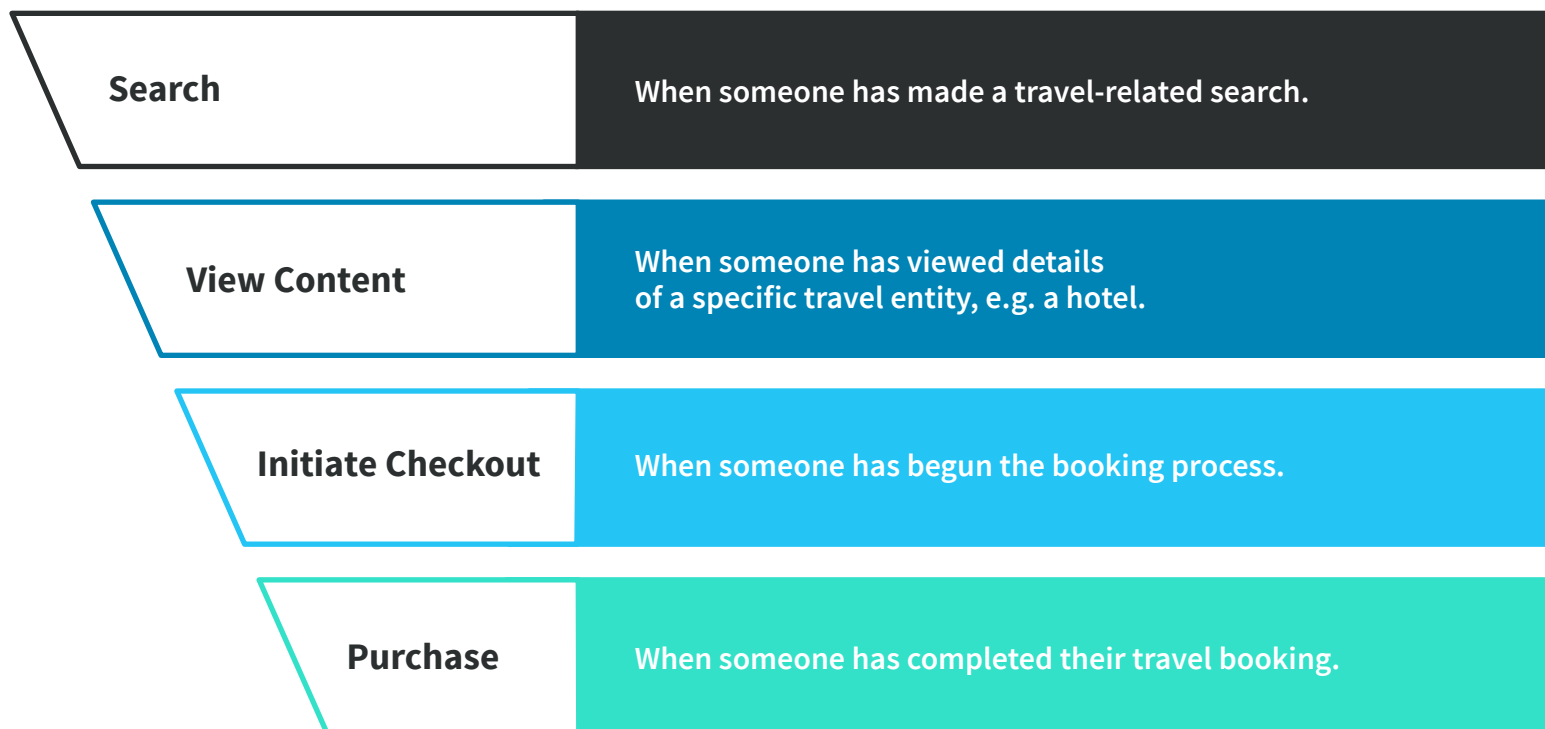 Search
When someone has made a travel-related search.
View Content
When someone has viewed details
of a specific travel entity, e.g. a hotel.
Initiate Checkout
When someone has begun the booking process.
Purchase
When someone has completed their travel booking.